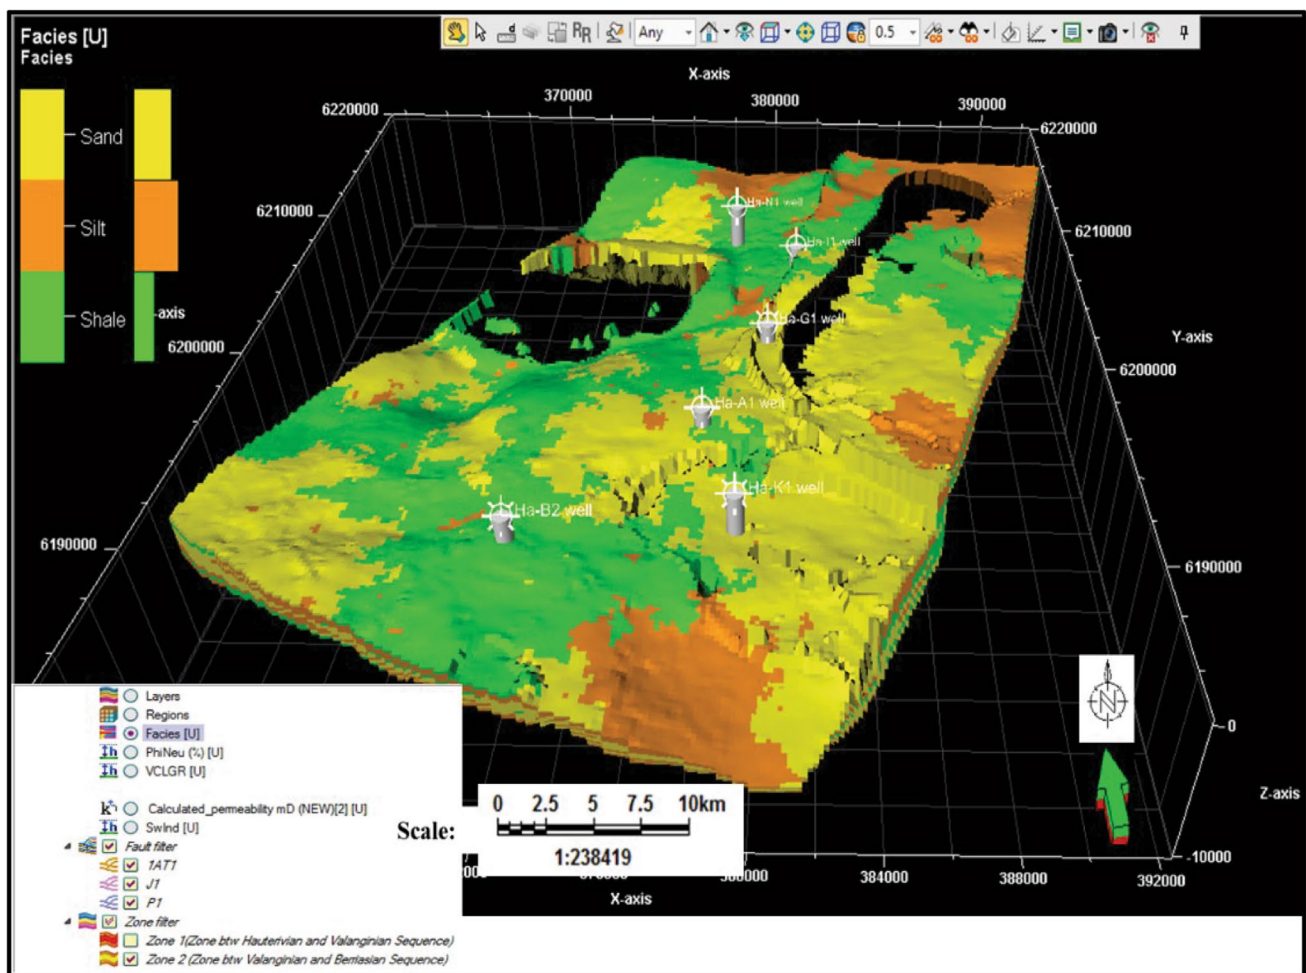 Facies [U]
Facies
Sand
Silt
Shale
-axis
Any
0.5
X-axis
370000
380000
390000
6220000
6220000
6210000
6210000
6200000
6200000
6190000
6190000
Y-axis
Ha-N1 well
Ha-I1 well
Ha-G1 well
Ha-A1 well
Ha-K1 well
Ha-B2 well
N
0
Z-axis
-10000
384000
388000
392000
X-axis
Layers
Regions
Facies [U]
PhiNeu (%) [U]
VCLGR [U]
Calculated_permeability mD (NEW)[2] [U]
SwInd [U]
Fault filter
1AT1
J1
P1
Zone filter
Zone 1(Zone btw Hauterivian and Valanginian Sequence)
Zone 2 (Zone btw Valanginian and Berriasian Sequence)
Scale:
0 2.5 5 7.5 10km
1:238419